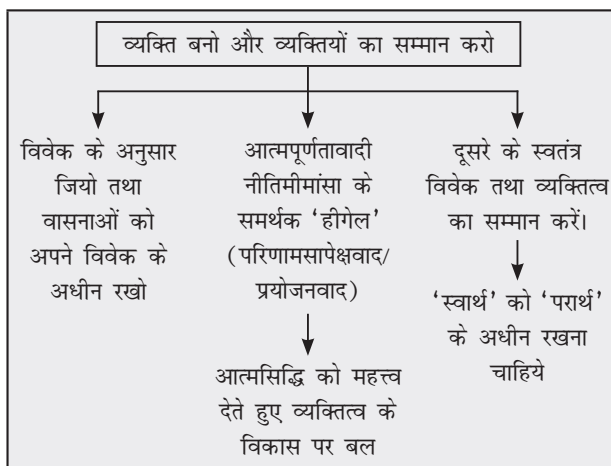 व्यक्ति बनो और व्यक्तियों का सम्मान करो
विवेक के अनुसार
जियो तथा
वासनाओं को
अपने विवेक के
अधीन रखो
आत्मपूर्णतावादी
नीतिमीमांसा के
समर्थक ‘हीगेल’
(परिणामसापेक्षवाद/
प्रयोजनवाद)
आत्मसिद्धि को महत्त्व
देते हुए व्यक्तित्व के
विकास पर बल
दूसरे के स्वतंत्र
विवेक तथा व्यक्तित्व
का सम्मान करें।
‘स्वार्थ’ को ‘परार्थ’
के अधीन रखना
चाहिये